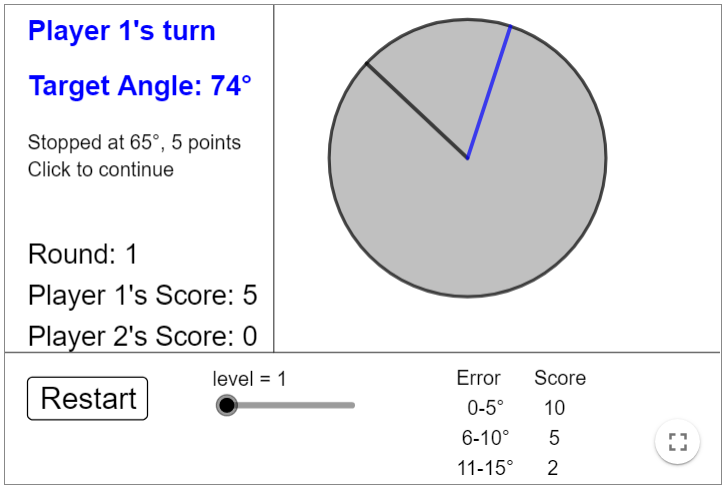 Player 1's turn
Target Angle: 74°
Stopped at 65°, 5 points
Click to continue
Round: 1
Player 1's Score: 5
Player 2's Score: 0
Restart
level = 1
Error Score
0-5° 10
6-10° 5
11-15° 2